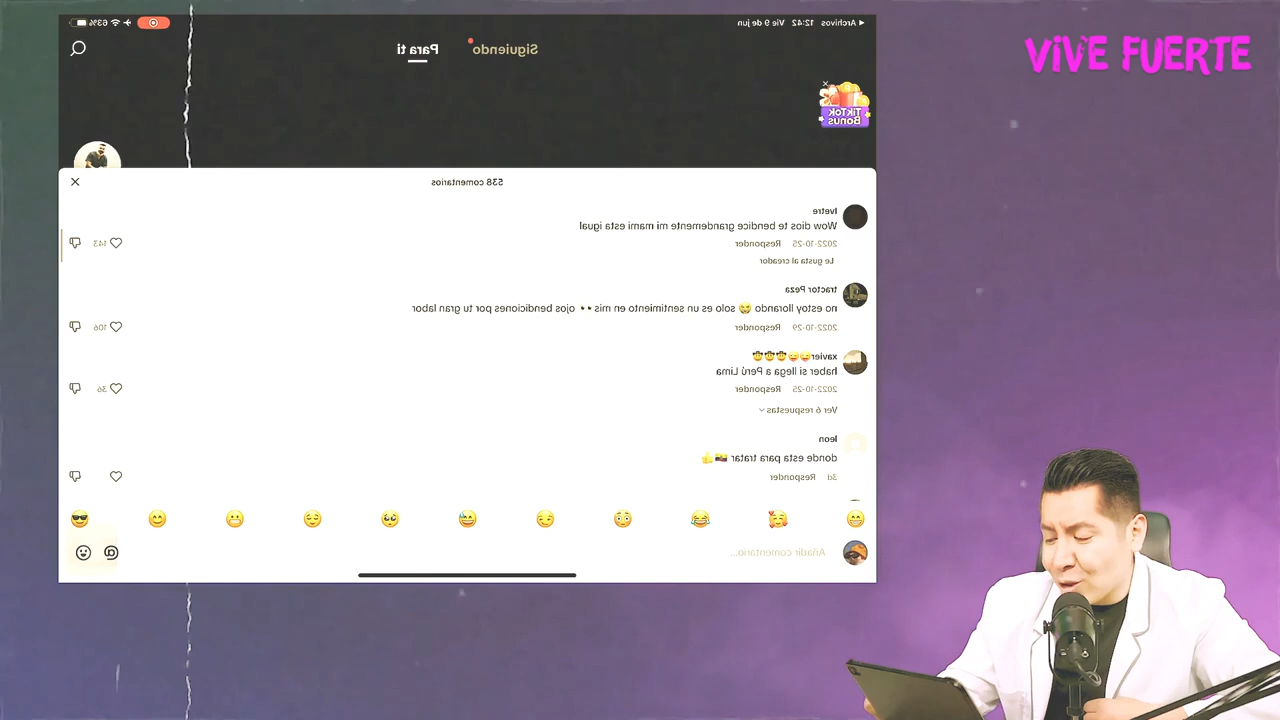 VIVE FUERTE
◀ Archivos 12:42 Vie 9 de jun 63%
Siguiendo Para ti
TikTok
Bonus
538 comentarios
Ivetre
Wow dios te bendice grandemente mi mami esta igual
2022-10-25 Responder 143
Le gusta al creador
tractor Peza
no estoy llorando 😅 solo es un sentimiento en mis 👀 ojos bendiciones por tu gran labor
2022-10-29 Responder 106
xavier😜😜🤠🤠🤠
haber si llega a Perú Lima
2022-10-25 Responder 36
Ver 6 respuestas
leon
donde esta para tratar 🇪🇨👍
3d Responder
Añadir comentario...
@